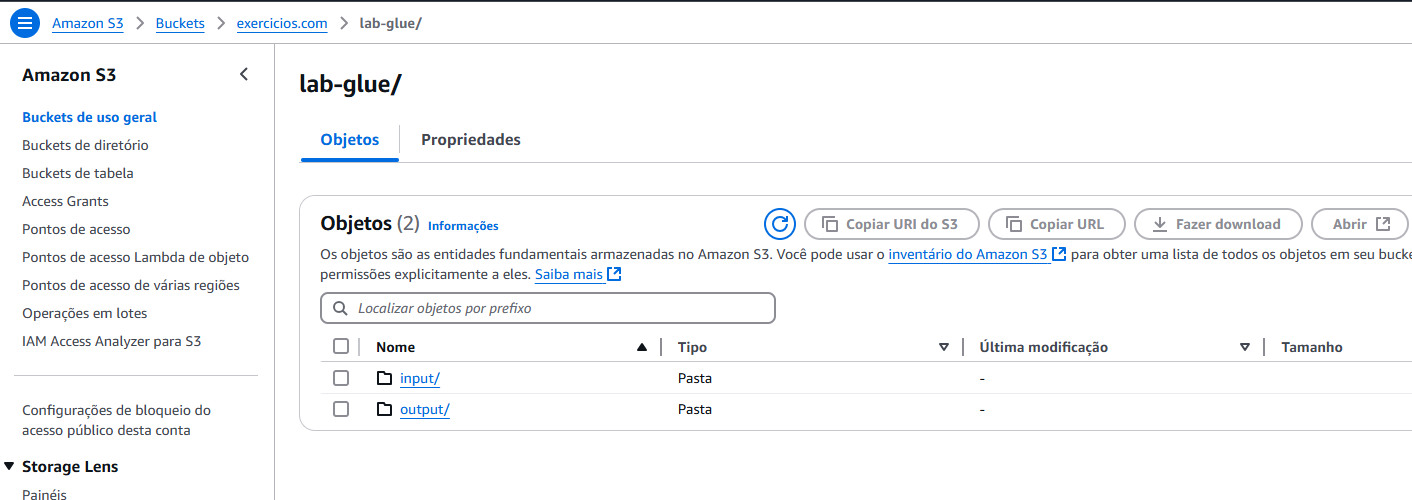 Amazon S3 > Buckets > exercicios.com > lab-glue/
Amazon S3
Buckets de uso geral
Buckets de diretório
Buckets de tabela
Access Grants
Pontos de acesso
Pontos de acesso Lambda de objeto
Pontos de acesso de várias regiões
Operações em lotes
IAM Access Analyzer para S3
Configurações de bloqueio do
acesso público desta conta
Storage Lens
Painéis
lab-glue/
Objetos
Propriedades
Objetos (2) Informações
Copiar URI do S3
Copiar URL
Fazer download
Abrir
Os objetos são as entidades fundamentais armazenadas no Amazon S3. Você pode usar o inventário do Amazon S3 para obter uma lista de todos os objetos em seu bucke
permissões explicitamente a eles. Saiba mais
Localizar objetos por prefixo
Nome Tipo Última modificação Tamanho
input/ Pasta -
output/ Pasta -